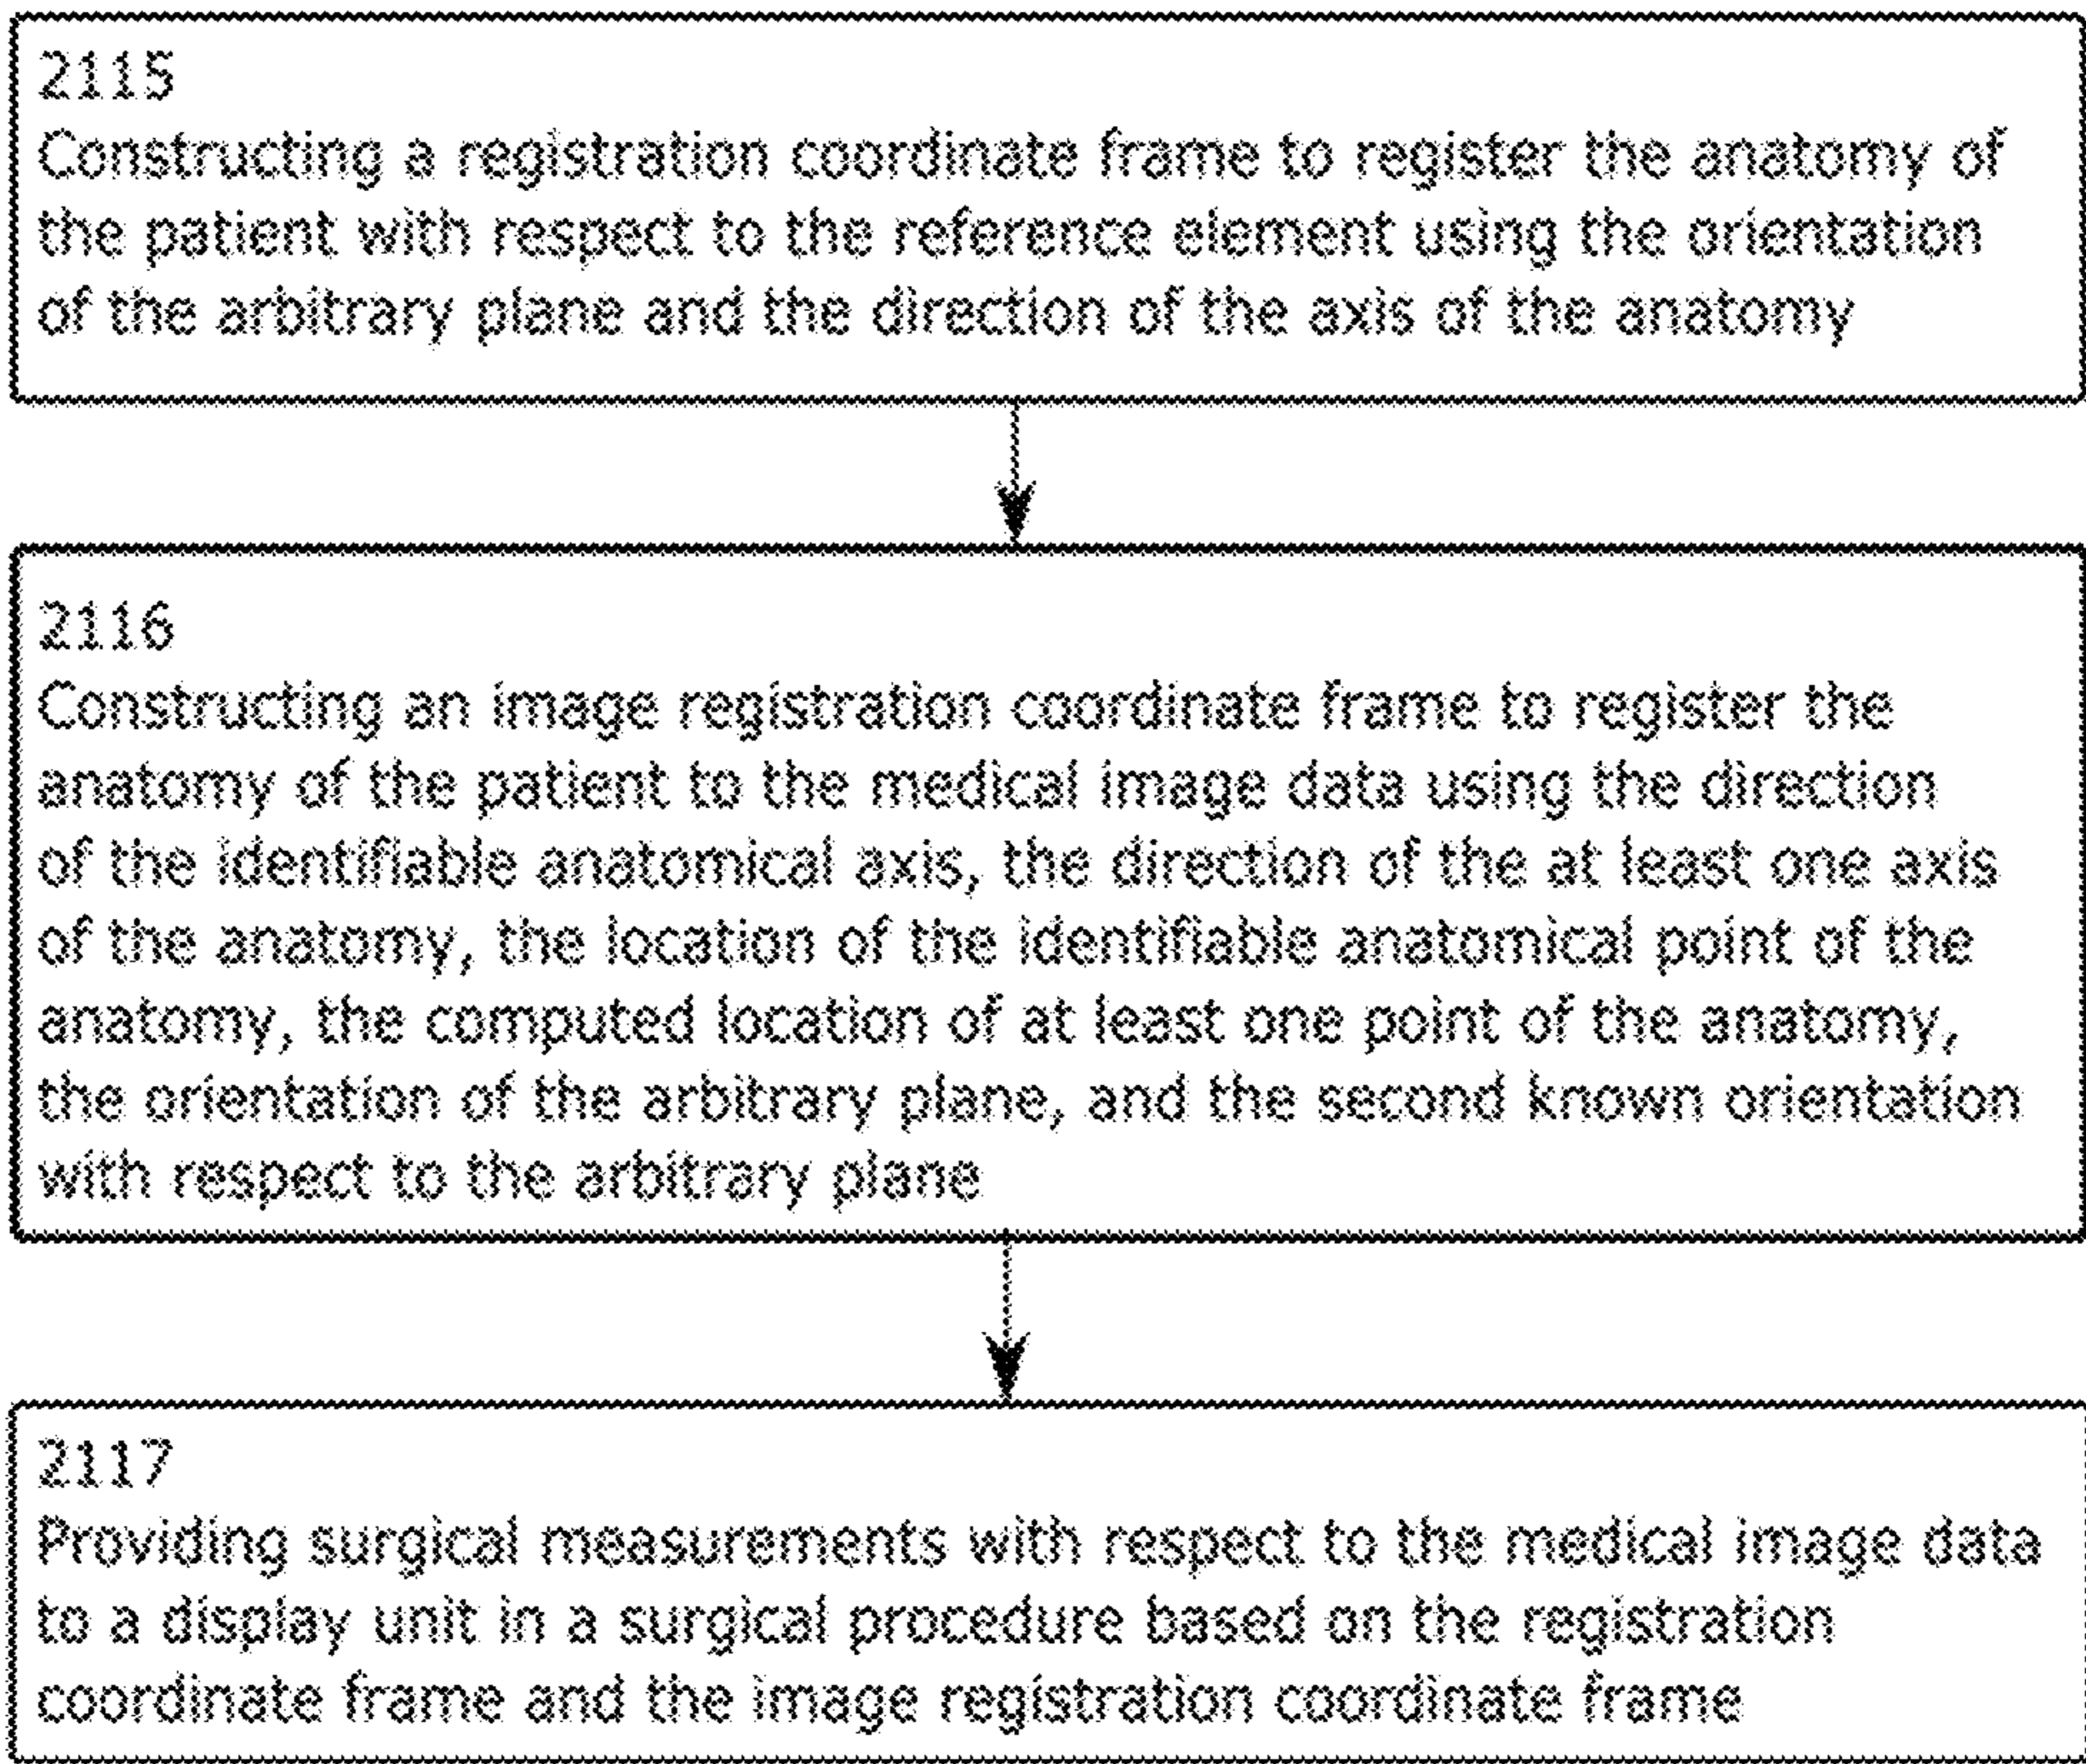 2115
Constructing a registration coordinate frame to register the anatomy of
the patient with respect to the reference element using the orientation
of the arbitrary plane and the direction of the axis of the anatomy
2116
Constructing an image registration coordinate frame to register the
anatomy of the patient to the medical image data using the direction
of the identifiable anatomical axis, the direction of the at least one axis
of the anatomy, the location of the identifiable anatomical point of the
anatomy, the computed location of at least one point of the anatomy,
the orientation of the arbitrary plane, and the second known orientation
with respect to the arbitrary plane
2117
Providing surgical measurements with respect to the medical image data
to a display unit in a surgical procedure based on the registration
coordinate frame and the image registration coordinate frame